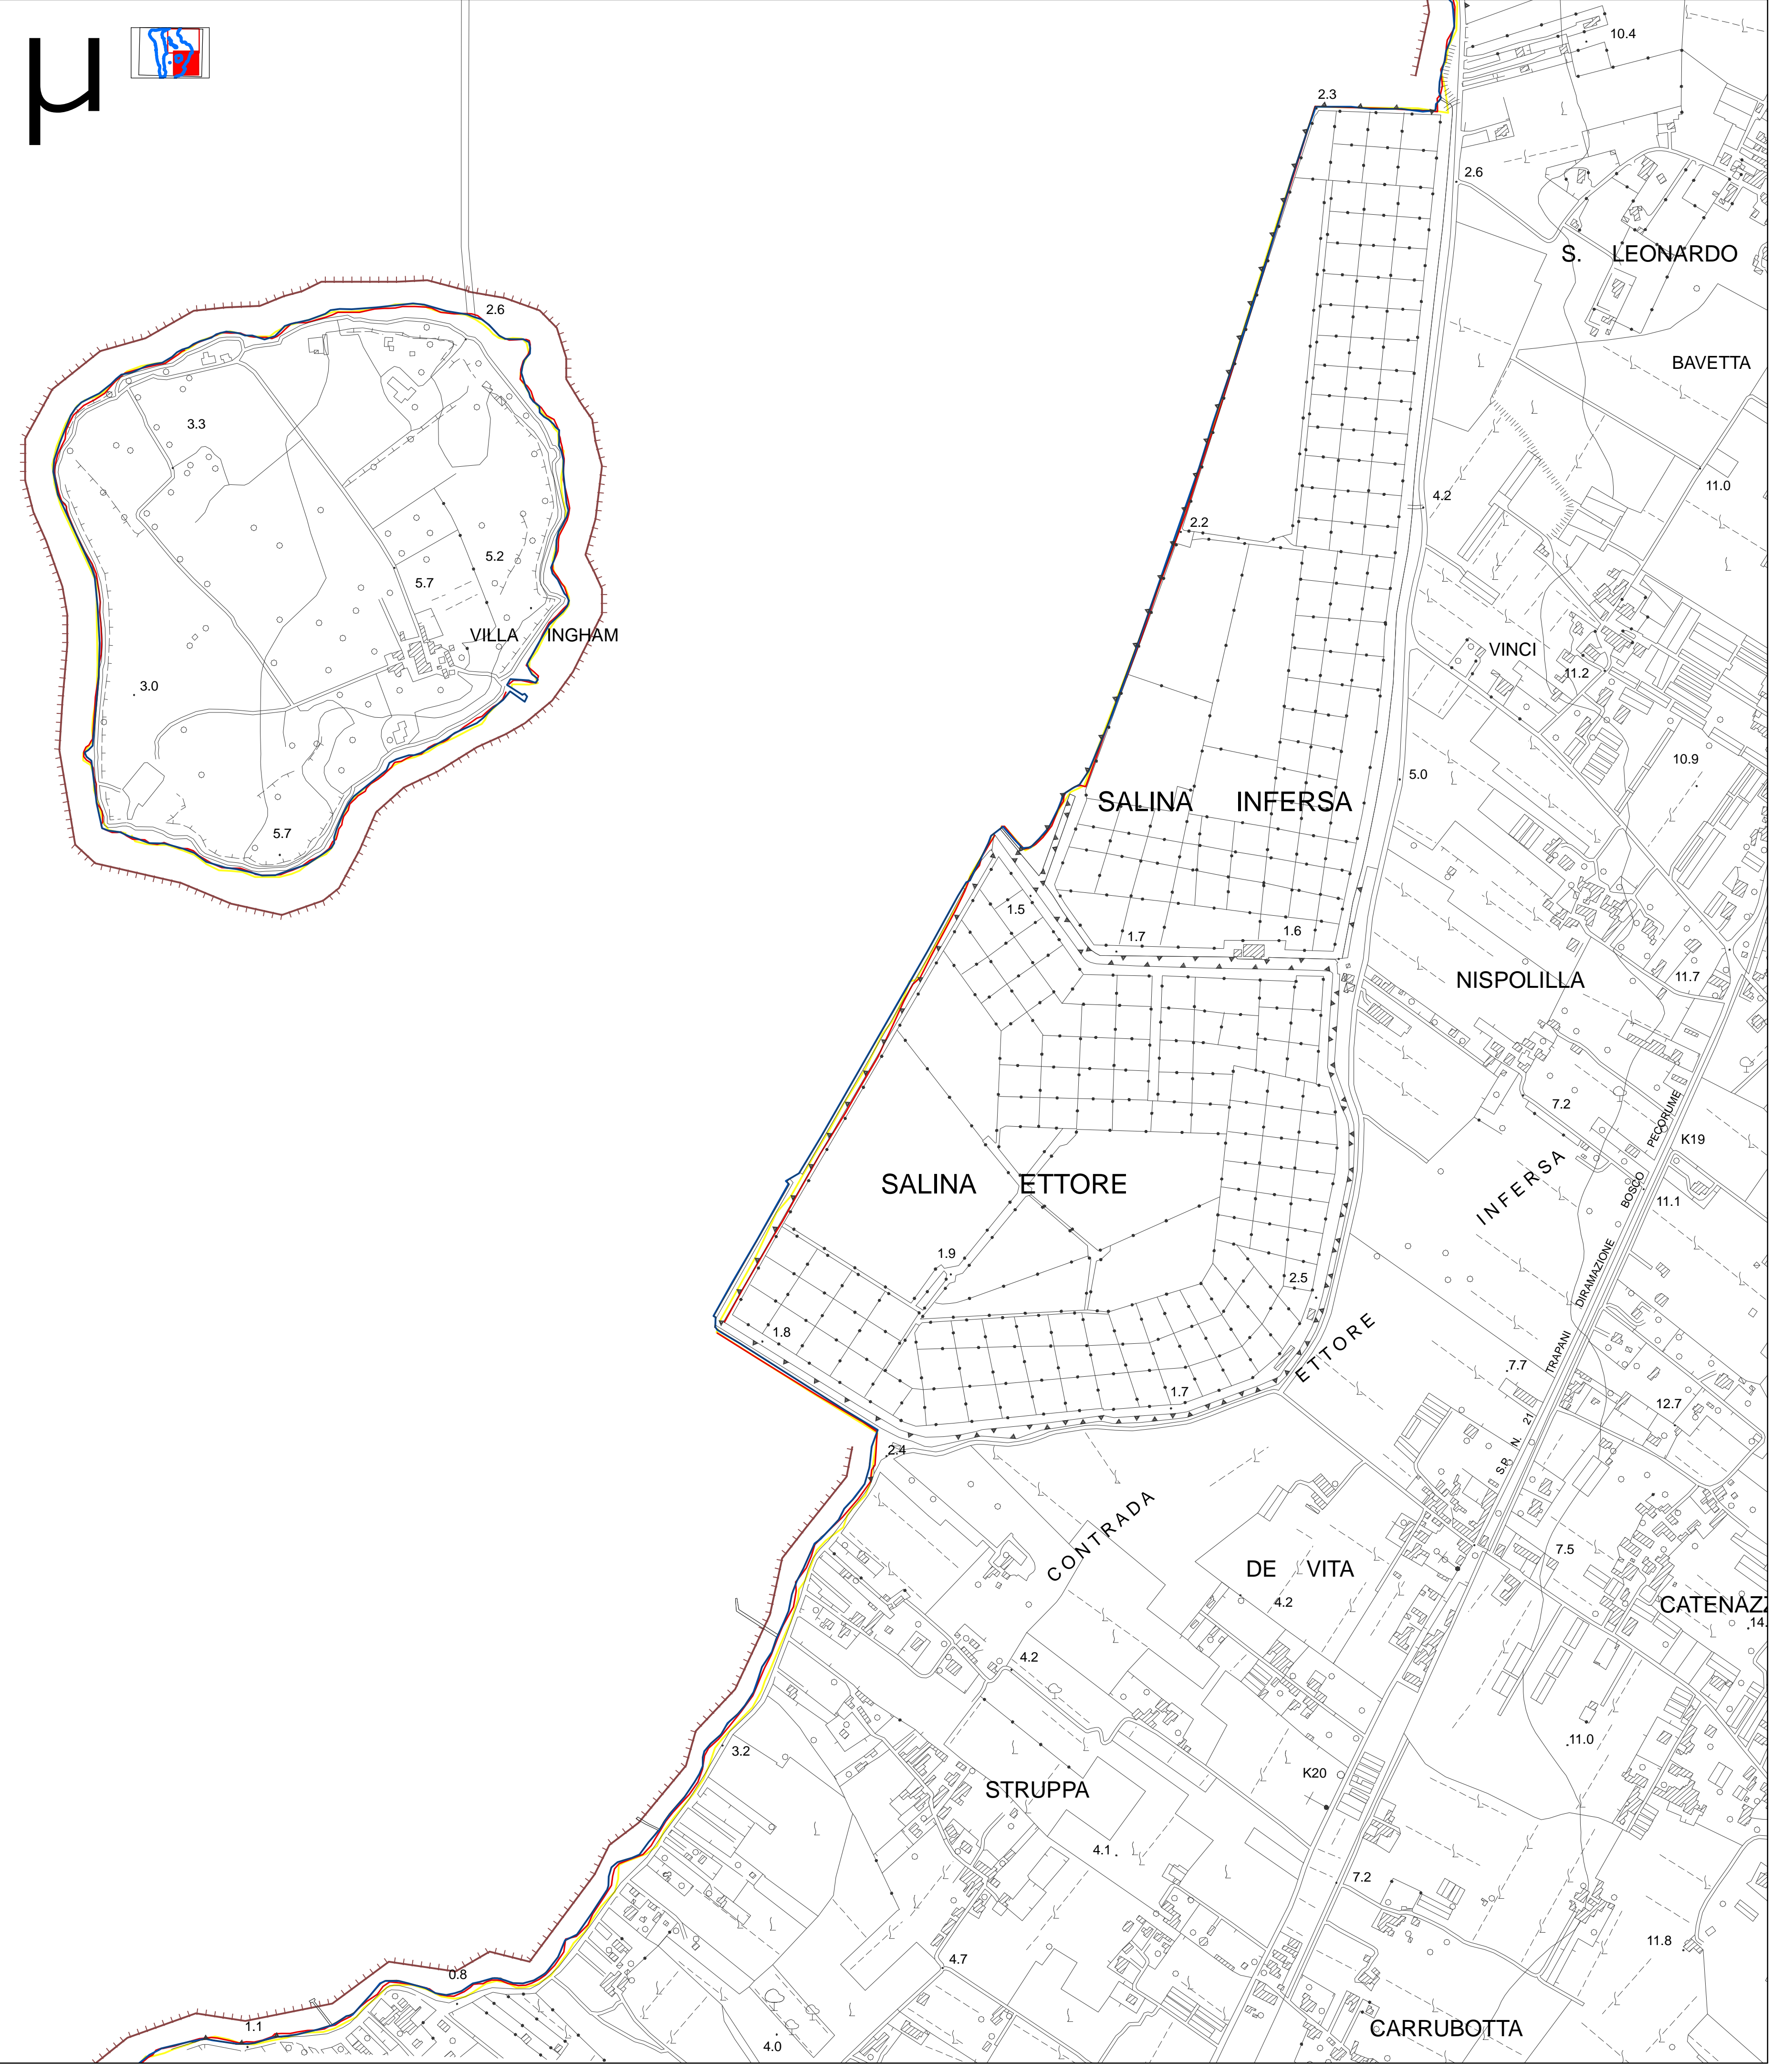 μ
10.4
2.3
2.6
S. LEONARDO
2.6
BAVETTA
3.3
11.0
4.2
2.2
5.2
5.7
VILLA INGHAM
VINCI
11.2
3.0
10.9
5.0
SALINA INFERSA
5.7
1.5
1.7
1.6
NISPOLILLA
11.7
7.2
PECORUME
K19
INFERSA
BOSCO
11.1
SALINA ETTORE
1.9
DIRAMAZIONE
2.5
1.8
ETTORE
TRAPANI
7.7
1.7
12.7
21
N.
S.P.
2.4
CONTRADA
DE VITA
7.5
4.2
CATENAZZ
14.
4.2
3.2
11.0
K20
STRUPPA
4.1
7.2
11.8
4.7
0.8
1.1
CARRUBOTTA
4.0